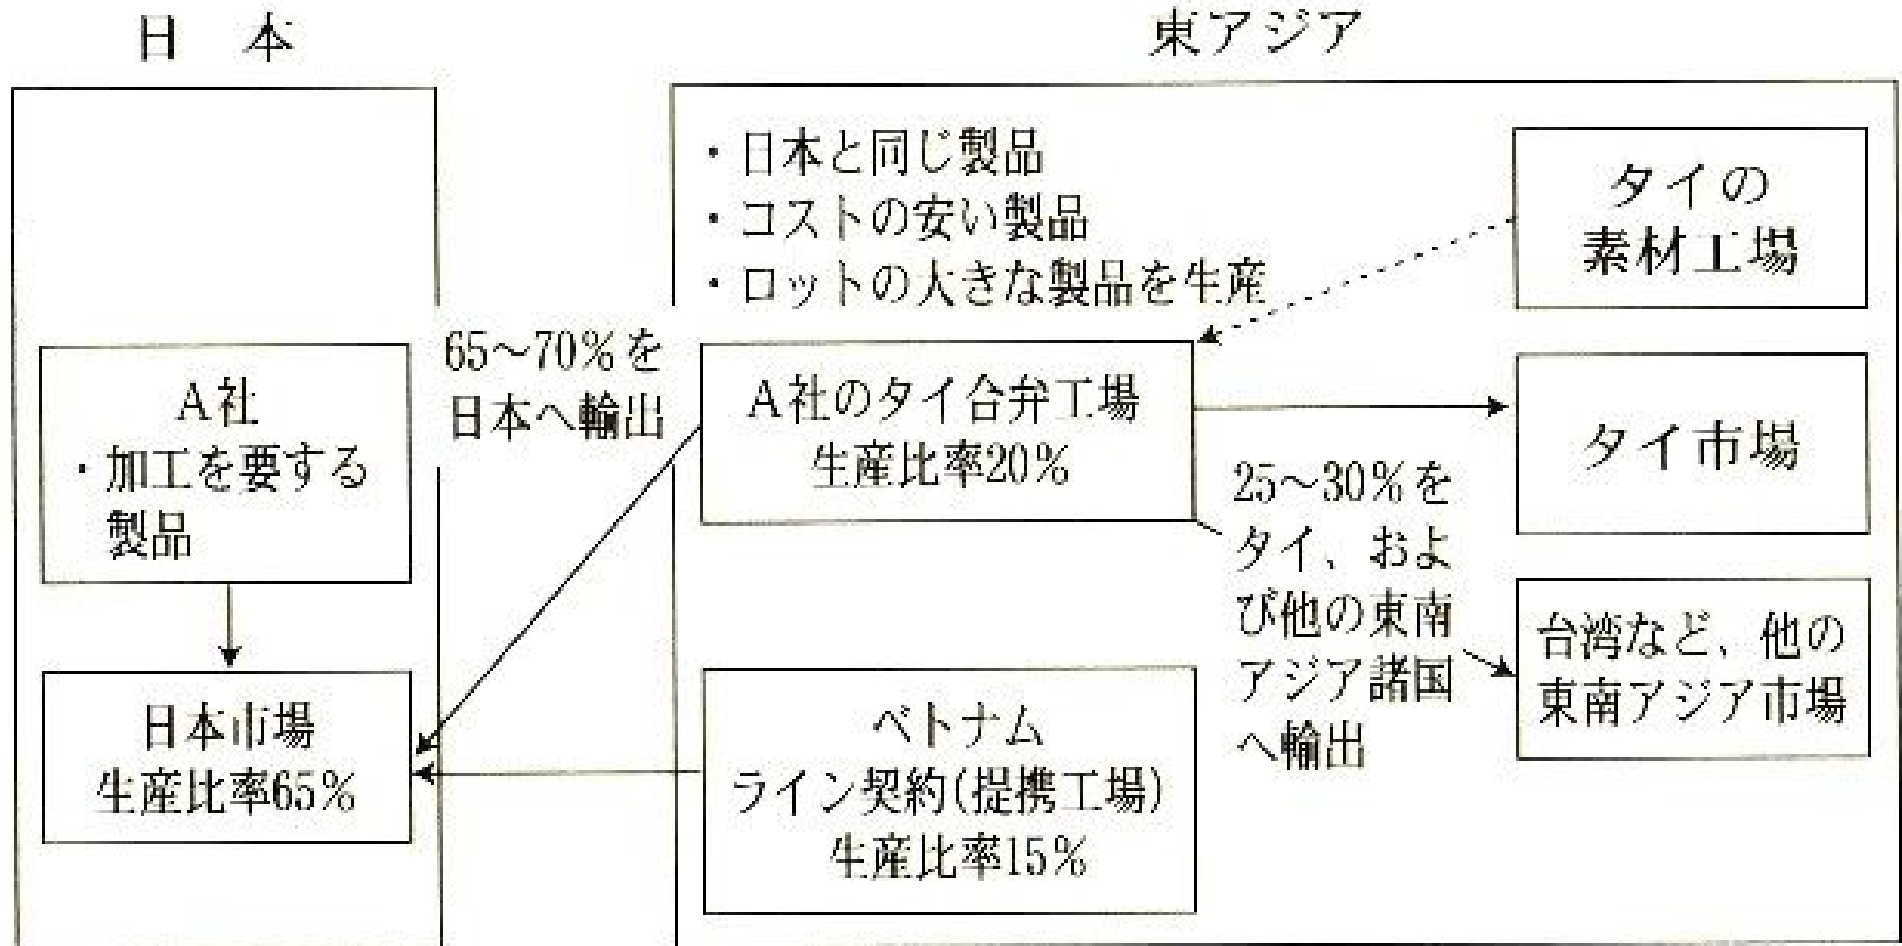 日 本
東アジア
A社
・加工を要する
製品
日本市場
生産比率65%
65～70%を
日本へ輸出
・日本と同じ製品
・コストの安い製品
・ロットの大きな製品を生産
A社のタイ合弁工場
生産比率20%
ベトナム
ライン契約(提携工場)
生産比率15%
25～30%を
タイ、およ
び他の東南
アジア諸国
へ輸出
タイの
素材工場
タイ市場
台湾など、他の
東南アジア市場